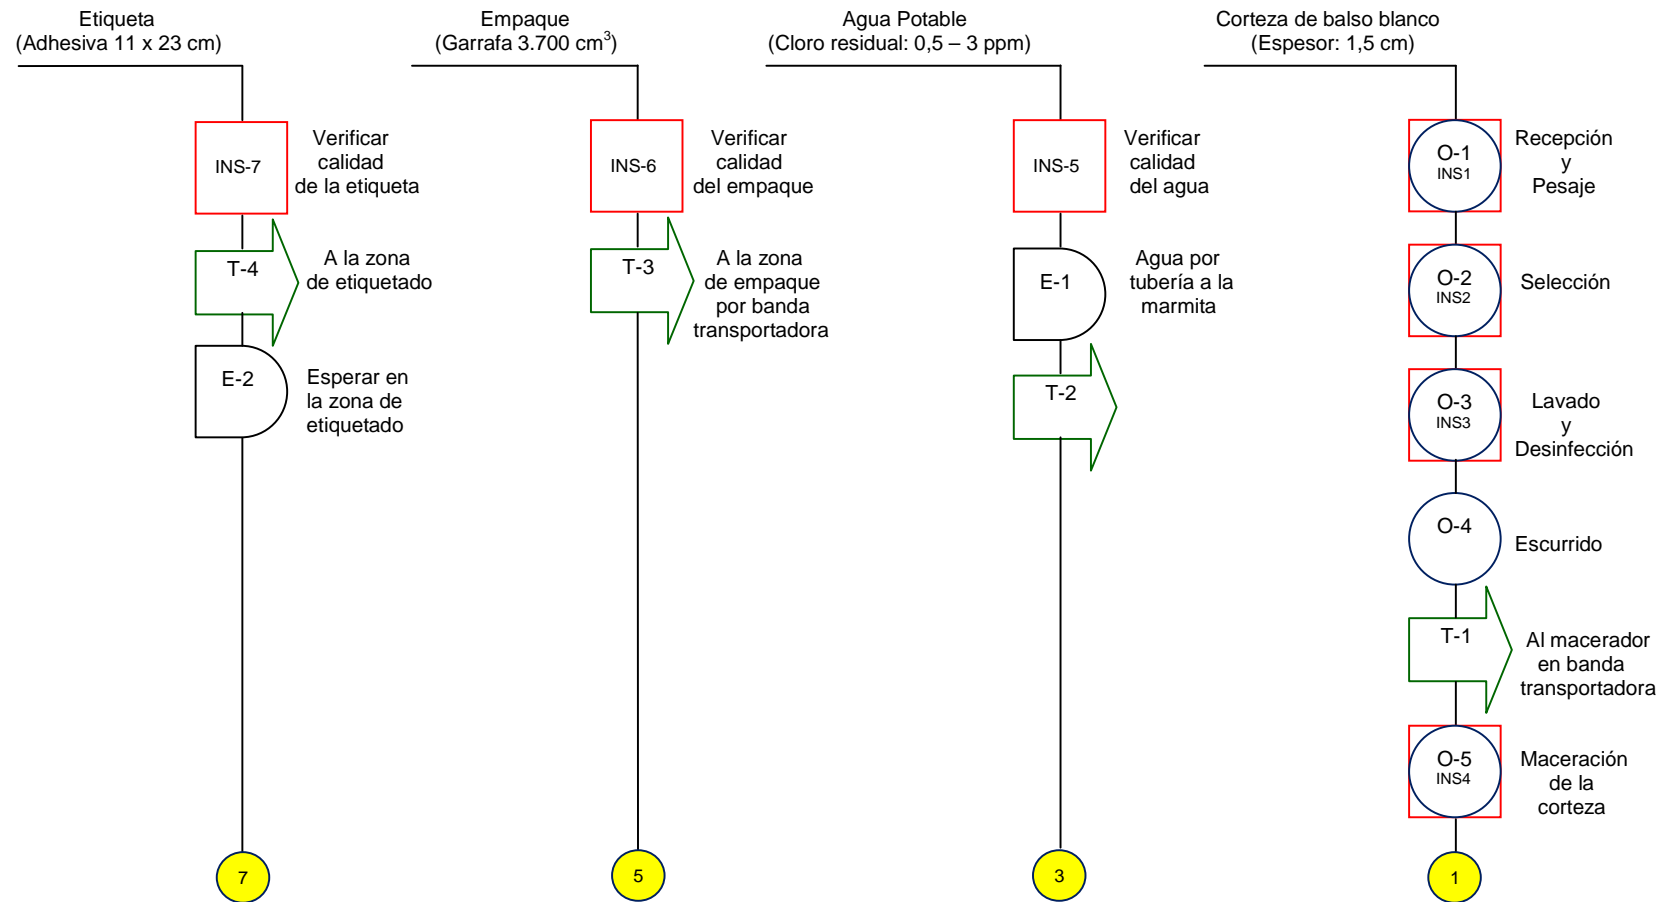 Etiqueta
(Adhesiva 11 x 23 cm)
INS-7
Verificar
calidad
de la etiqueta
T-4
A la zona
de etiquetado
E-2
Esperar en
la zona de
etiquetado
7
Empaque
(Garrafa 3.700 cm³)
INS-6
Verificar
calidad
del empaque
T-3
A la zona
de empaque
por banda
transportadora
5
Agua Potable
(Cloro residual: 0,5 – 3 ppm)
INS-5
Verificar
calidad
del agua
E-1
Agua por
tubería a la
marmita
T-2
3
Corteza de balso blanco
(Espesor: 1,5 cm)
O-1
INS1
Recepción
y
Pesaje
O-2
INS2
Selección
O-3
INS3
Lavado
y
Desinfección
O-4
Escurrido
T-1
Al macerador
en banda
transportadora
O-5
INS4
Maceración
de la
corteza
1